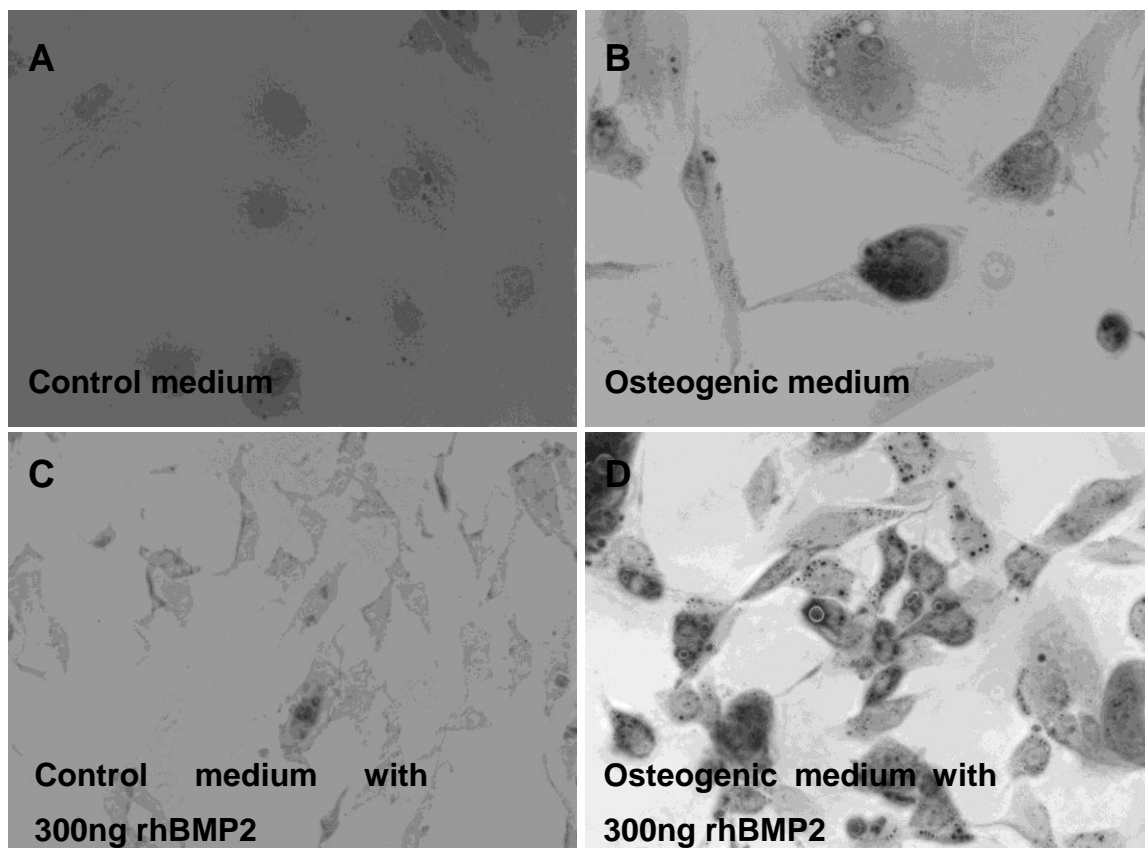 A
Control medium
B
Osteogenic medium
C
Control medium with
300ng rhBMP2
D
Osteogenic medium with
300ng rhBMP2